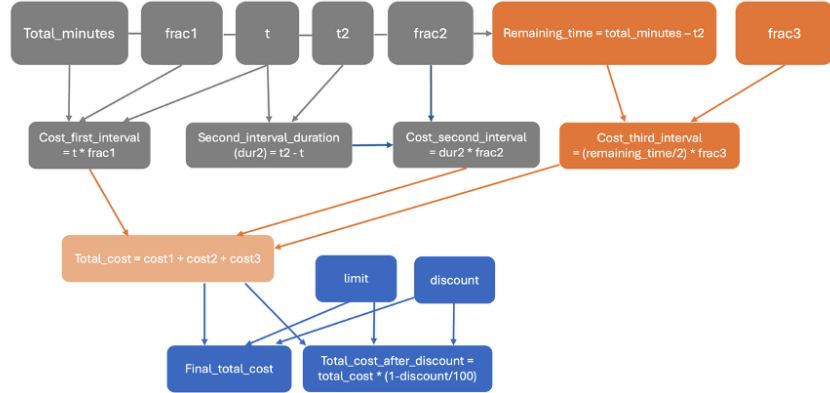 Total_minutes
frac1
t
t2
frac2
Remaining_time = total_minutes – t2
frac3
Cost_first_interval
= t * frac1
Second_interval_duration
(dur2) = t2 - t
Cost_second_interval
= dur2 * frac2
Cost_third_interval
= (remaining_time/2) * frac3
Total_cost = cost1 + cost2 + cost3
limit
discount
Final_total_cost
Total_cost_after_discount =
total_cost * (1-discount/100)